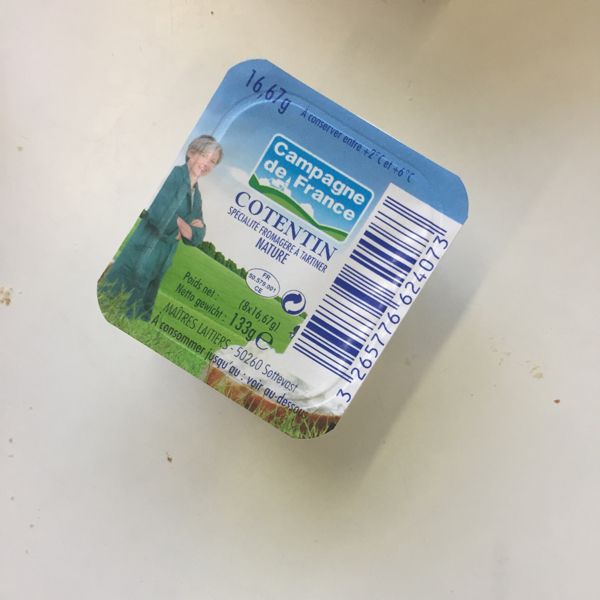 16,67g
A conserver entre +2°C et +6°C
Campagne
de France
COTENTIN
SPÉCIALITÉ FROMAGÈRE À TARTINER
NATURE
FR
50.575.001
CE
Poids net :
Netto gewicht :
(8x16,67g)
133g e
MAÎTRES LAITIERS - 50260 Sottevast
A consommer jusqu'au : voir au-dessous
3 265776 624073